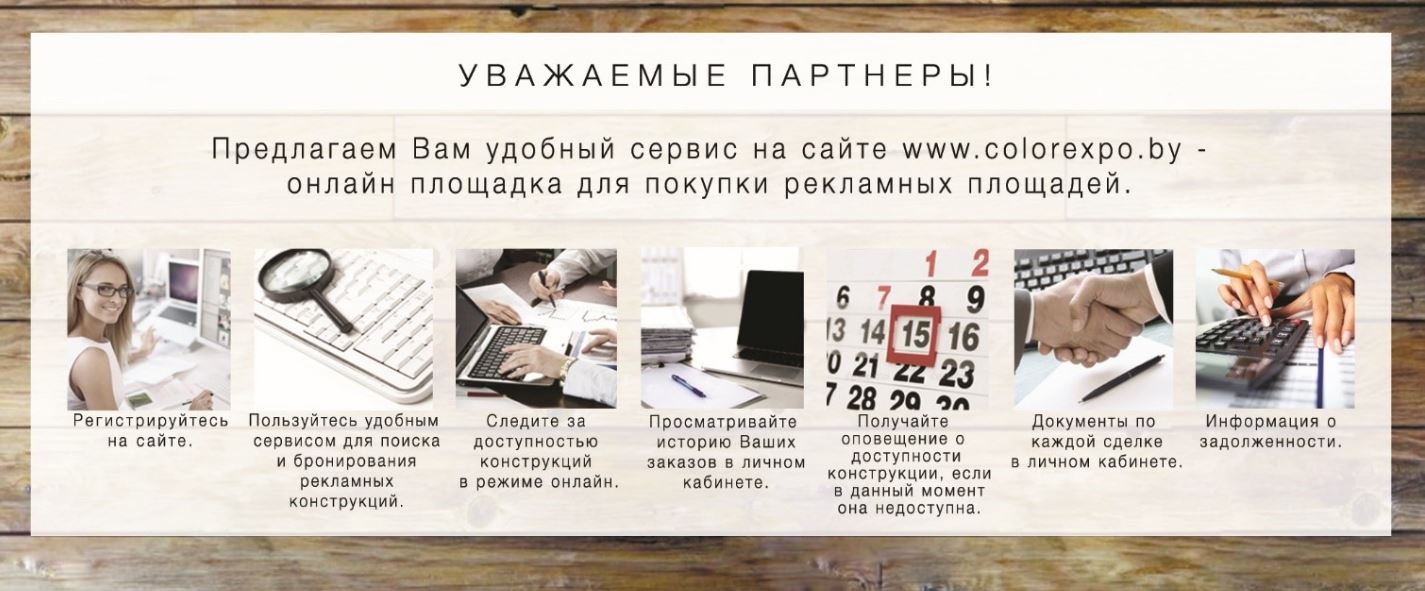 УВАЖАЕМЫЕ ПАРТНЕРЫ!
Предлагаем Вам удобный сервис на сайте www.colorexpo.by -
онлайн площадка для покупки рекламных площадей.
Регистрируйтесь
на сайте.
Пользуйтесь удобным
сервисом для поиска
и бронирования
рекламных
конструкций.
Следите за
доступностью
конструкций
в режиме онлайн.
Просматривайте
историю Ваших
заказов в личном
кабинете.
1 2
6 7 8 9
13 14 15 16
0 21 22 23
7 28 29 30
Получайте
оповещение о
доступности
конструкции, если
в данный момент
она недоступна.
Документы по
каждой сделке
в личном кабинете.
Информация о
задолженности.